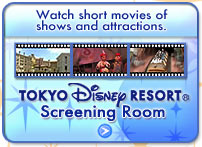 Watch short movies of
shows and attractions.
TOKYO Disney RESORT®
Screening Room